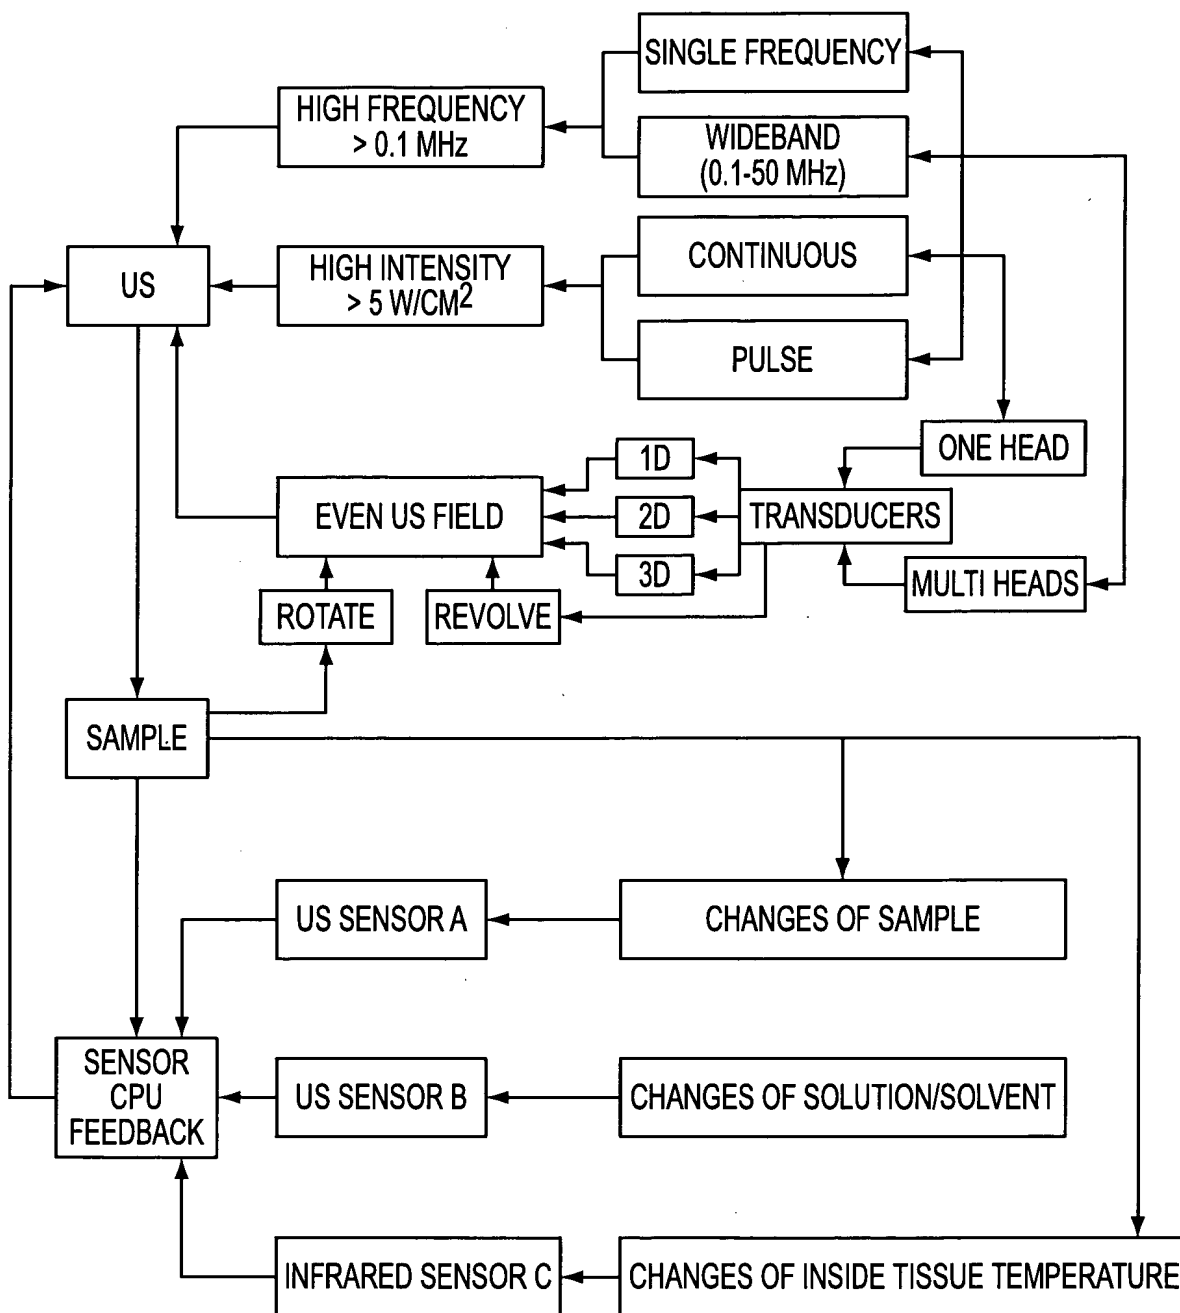 SINGLE FREQUENCY
HIGH FREQUENCY
> 0.1 MHz
WIDEBAND
(0.1-50 MHz)
US
HIGH INTENSITY
> 5 W/CM2
CONTINUOUS
PULSE
ONE HEAD
1D
EVEN US FIELD
2D
TRANSDUCERS
3D
MULTI HEADS
ROTATE
REVOLVE
SAMPLE
US SENSOR A
CHANGES OF SAMPLE
SENSOR
CPU
FEEDBACK
US SENSOR B
CHANGES OF SOLUTION/SOLVENT
INFRARED SENSOR C
CHANGES OF INSIDE TISSUE TEMPERATURE